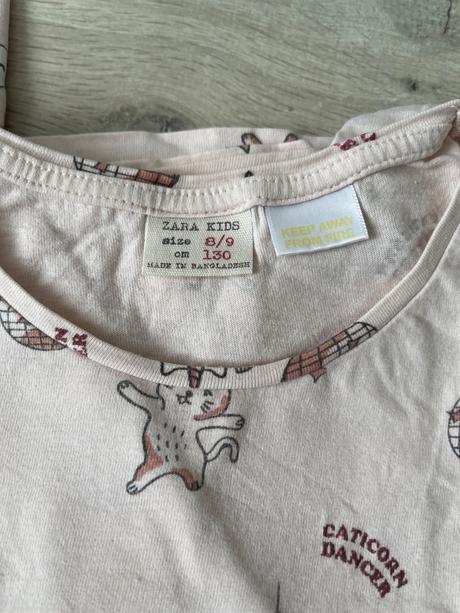 ZARA KIDS
size 8/9
cm 130
MADE IN BANGLADESH
KEEP AWAY
FROM FIRE
CATICORN
DANCER